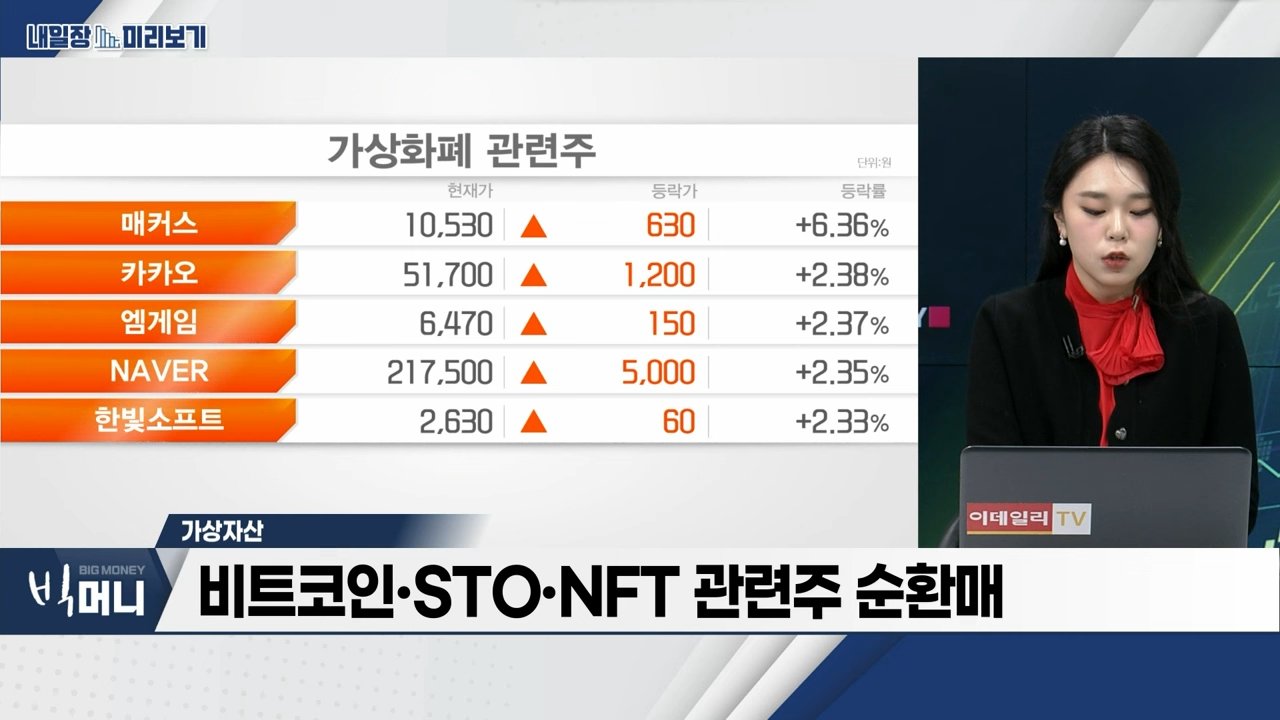 내일장 미리보기
가상화폐 관련주
단위:원
현재가 등락가 등락률
매커스 10,530 ▲ 630 +6.36%
카카오 51,700 ▲ 1,200 +2.38%
엠게임 6,470 ▲ 150 +2.37%
NAVER 217,500 ▲ 5,000 +2.35%
한빛소프트 2,630 ▲ 60 +2.33%
Y
이데일리 TV
가상자산
BIG MONEY
빅머니
비트코인·STO·NFT 관련주 순환매